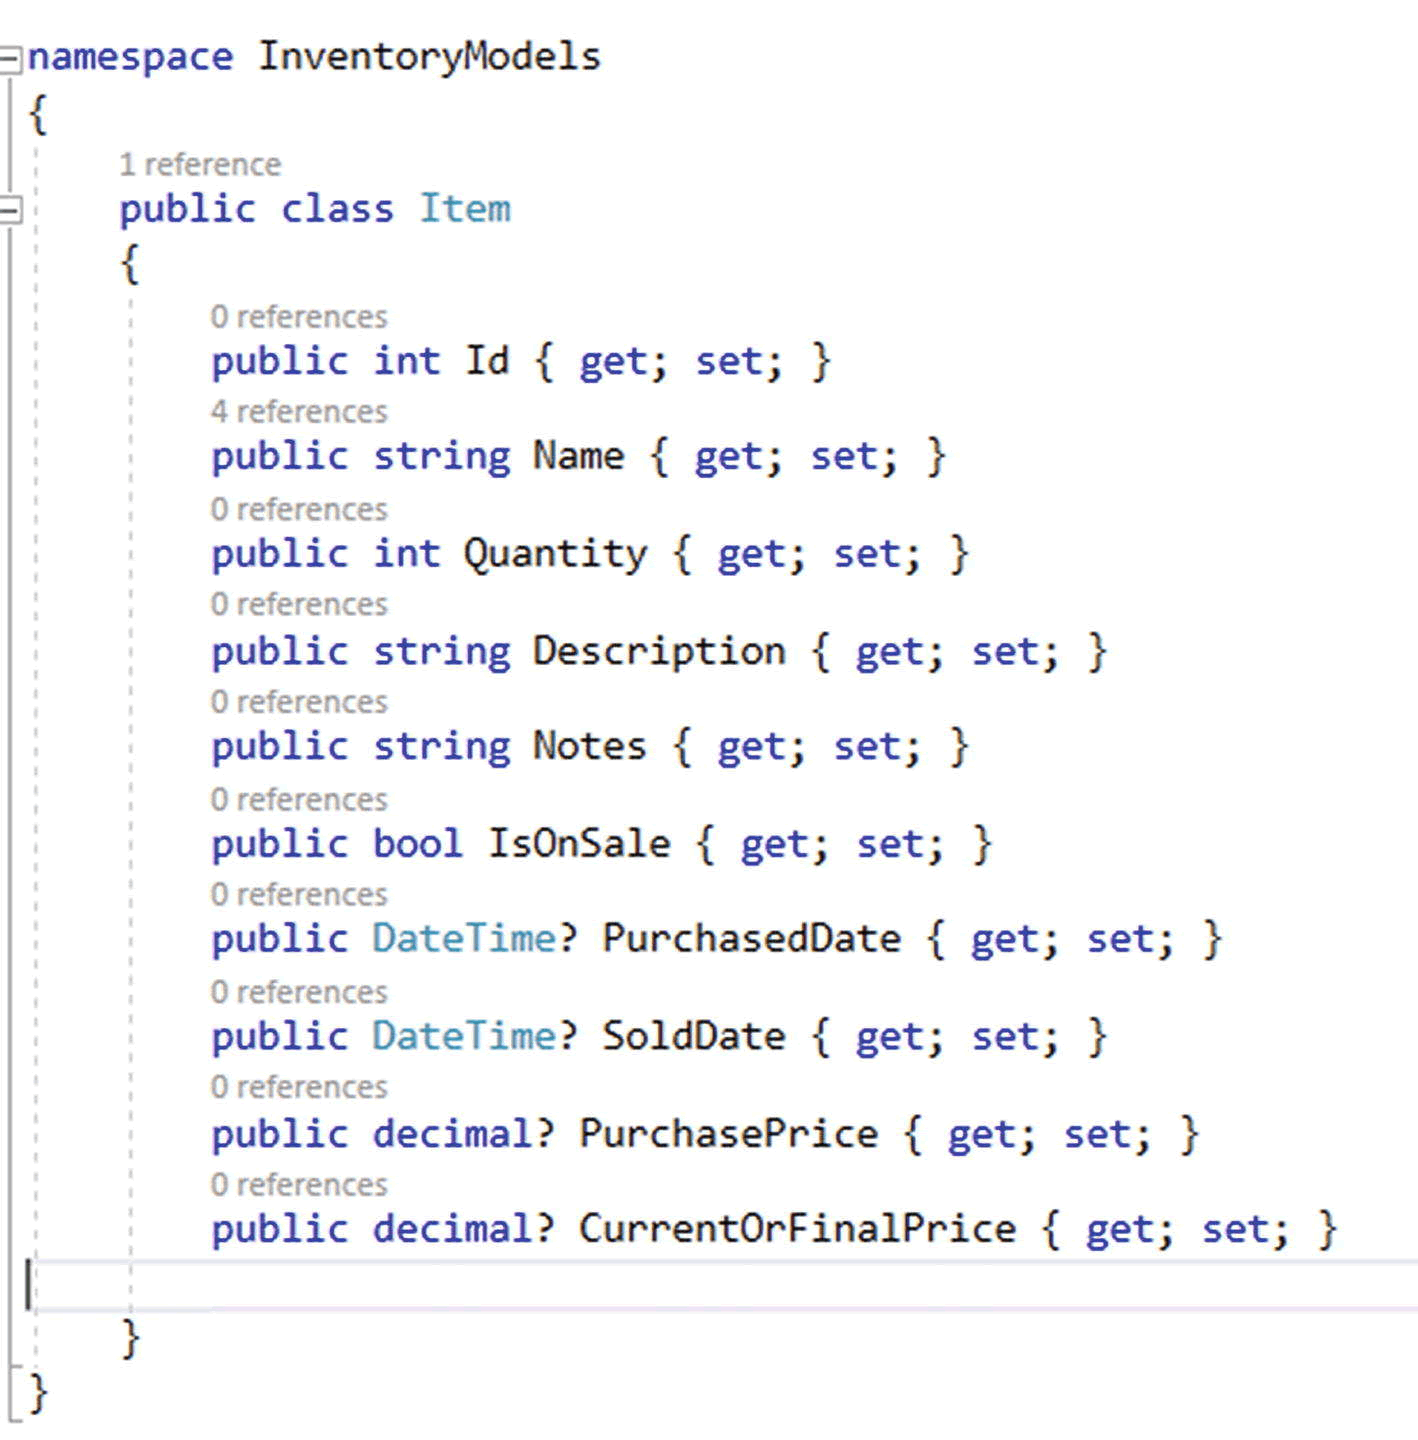 namespace InventoryModels
{
1 reference
public class Item
{
0 references
public int Id { get; set; }
4 references
public string Name { get; set; }
0 references
public int Quantity { get; set; }
0 references
public string Description { get; set; }
0 references
public string Notes { get; set; }
0 references
public bool IsOnSale { get; set; }
0 references
public DateTime? PurchasedDate { get; set; }
0 references
public DateTime? SoldDate { get; set; }
0 references
public decimal? PurchasePrice { get; set; }
0 references
public decimal? CurrentOrFinalPrice { get; set; }
}
}